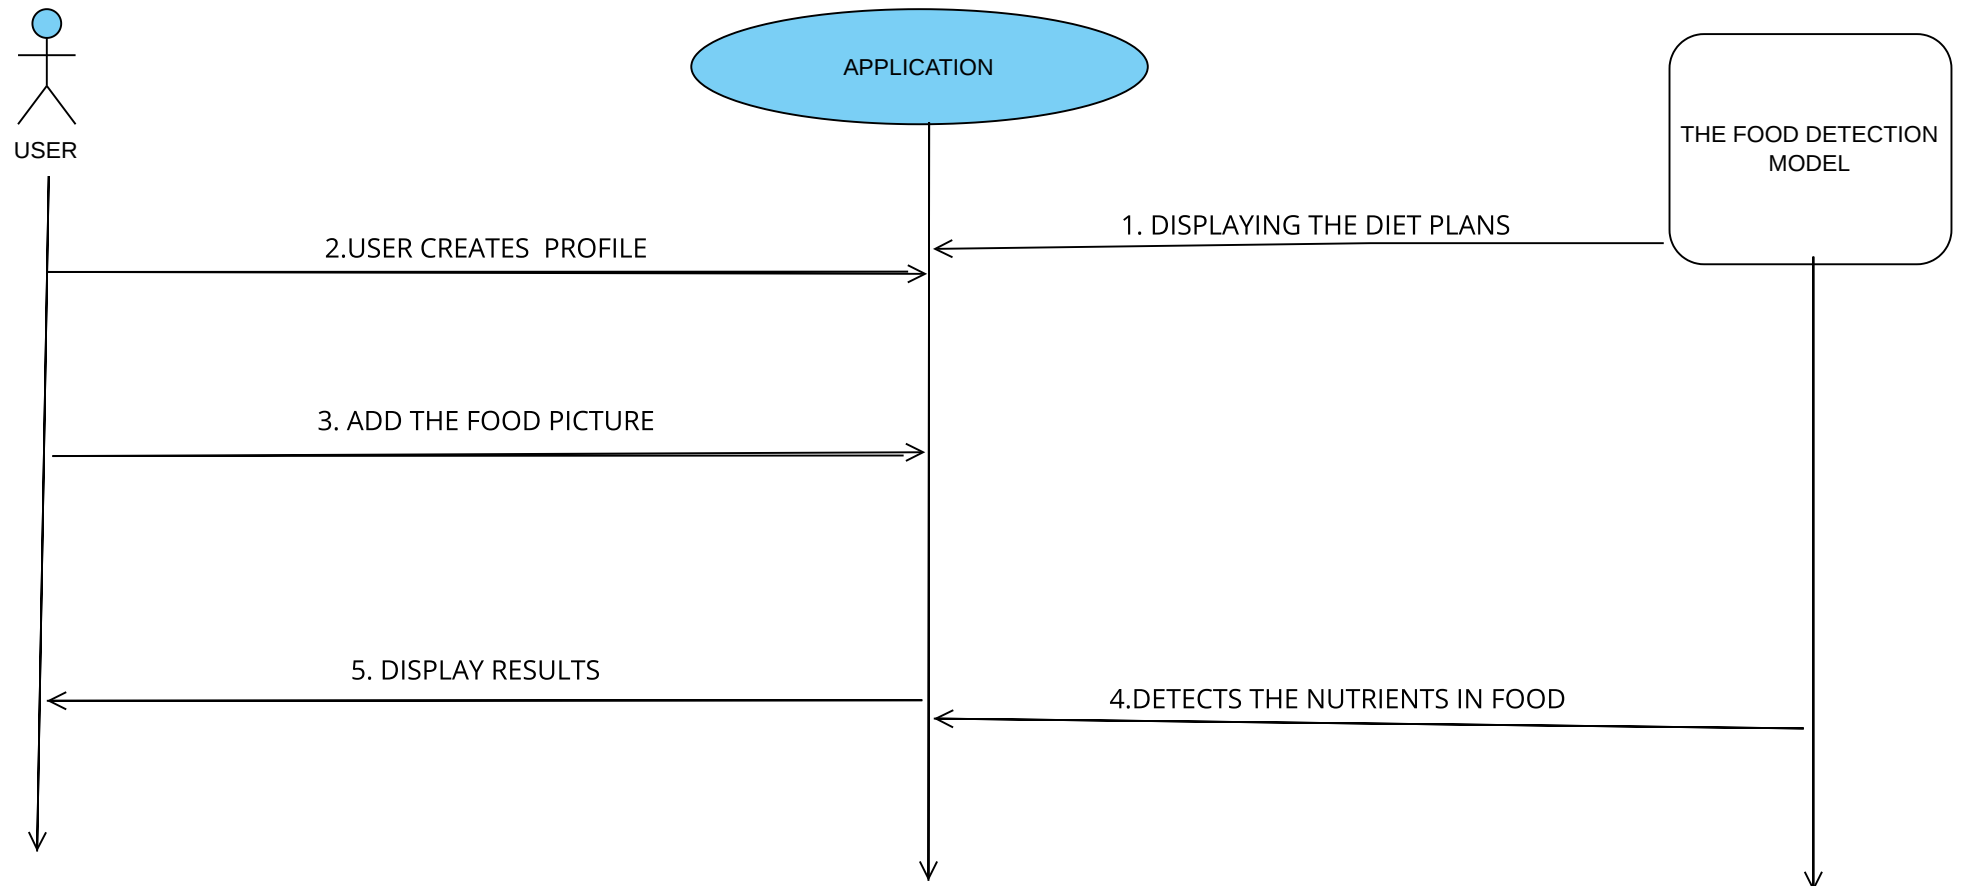 APPLICATION
THE FOOD DETECTION
MODEL
USER
1. DISPLAYING THE DIET PLANS
2.USER CREATES  PROFILE
3. ADD THE FOOD PICTURE
5. DISPLAY RESULTS
4.DETECTS THE NUTRIENTS IN FOOD